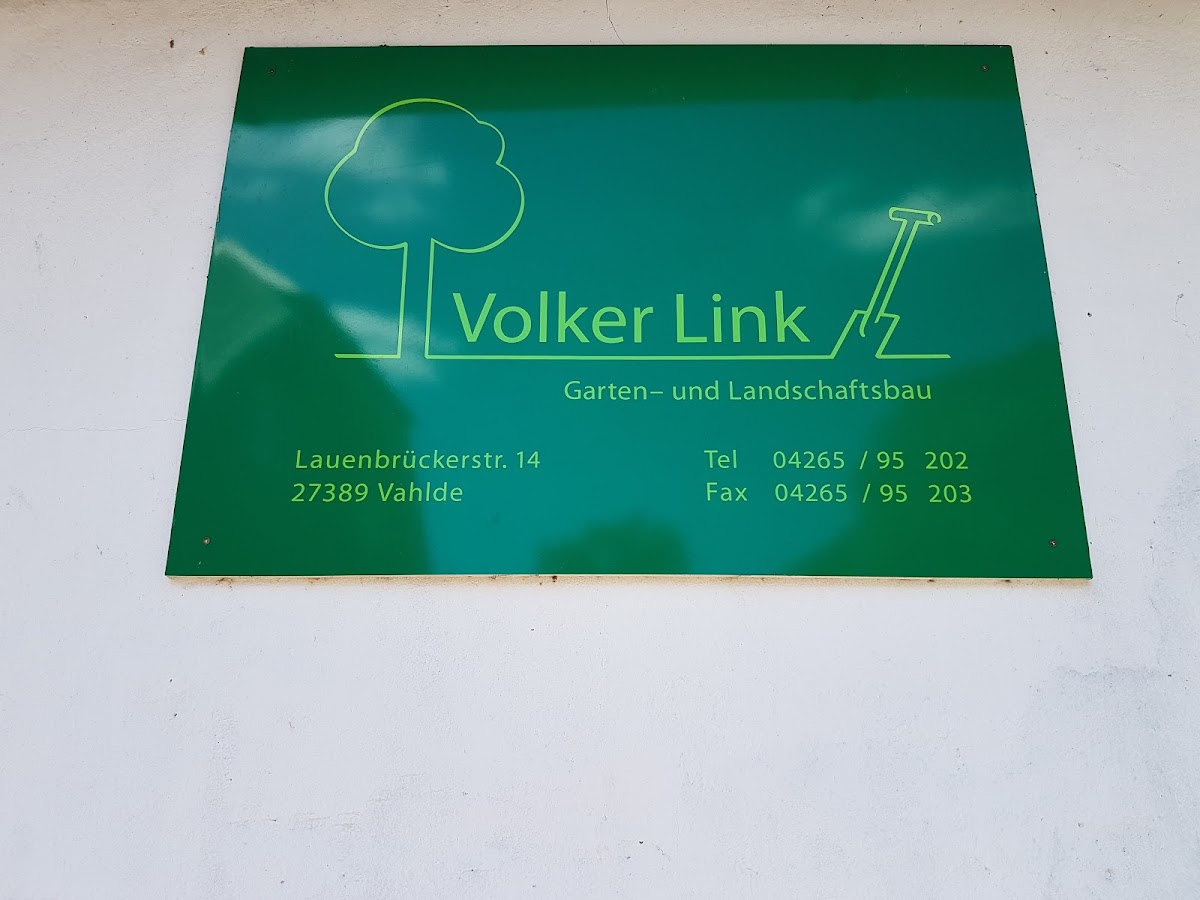 Volker Link
Garten- und Landschaftsbau
Lauenbrückerstr. 14
27389 Vahlde
Tel 04265 / 95 202
Fax 04265 / 95 203